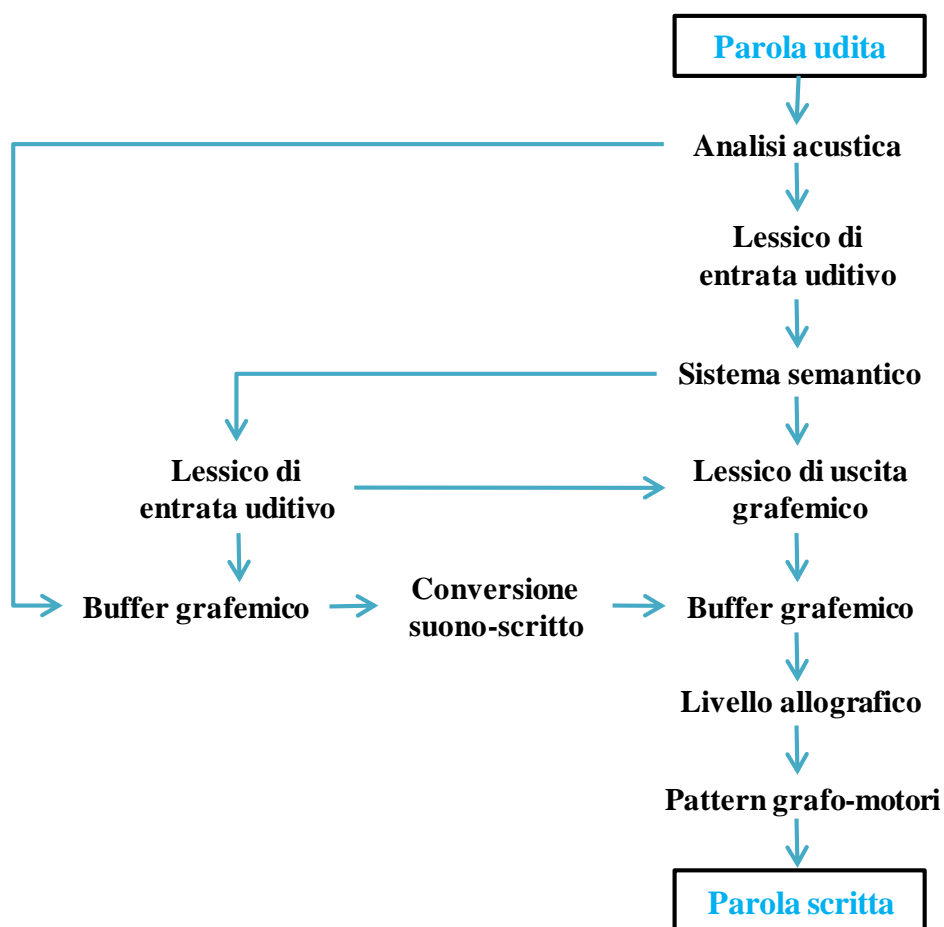 Parola udita
Analisi acustica
Lessico di
entrata uditivo
Sistema semantico
Lessico di
entrata uditivo
Lessico di uscita
grafemico
Buffer grafemico
Conversione
suono-scritto
Buffer grafemico
Livello allografico
Pattern grafo-motori
Parola scritta